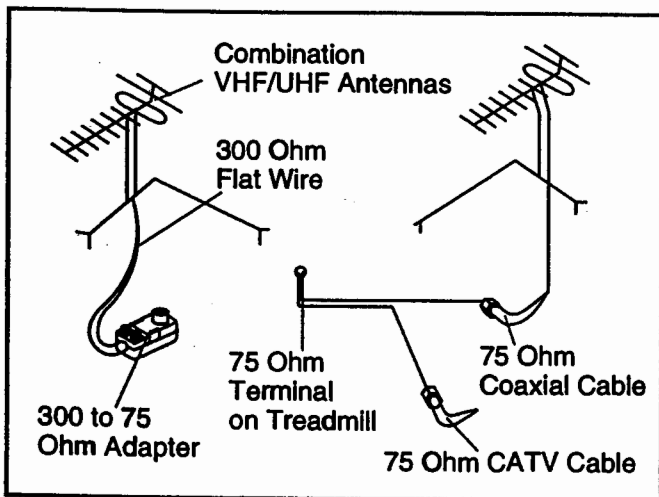 Combination
VHF/UHF Antennas
300 Ohm
Flat Wire
300 to 75
Ohm Adapter
75 Ohm
Terminal
on Treadmill
75 Ohm
Coaxial Cable
75 Ohm CATV Cable